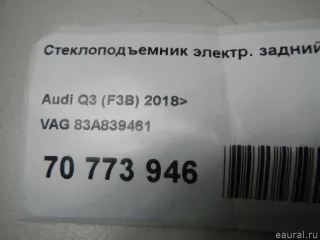 Стеклоподъемник электр. задний
Audi Q3 (F3B) 2018>
VAG 83A839461
70 773 946
eaural.ru